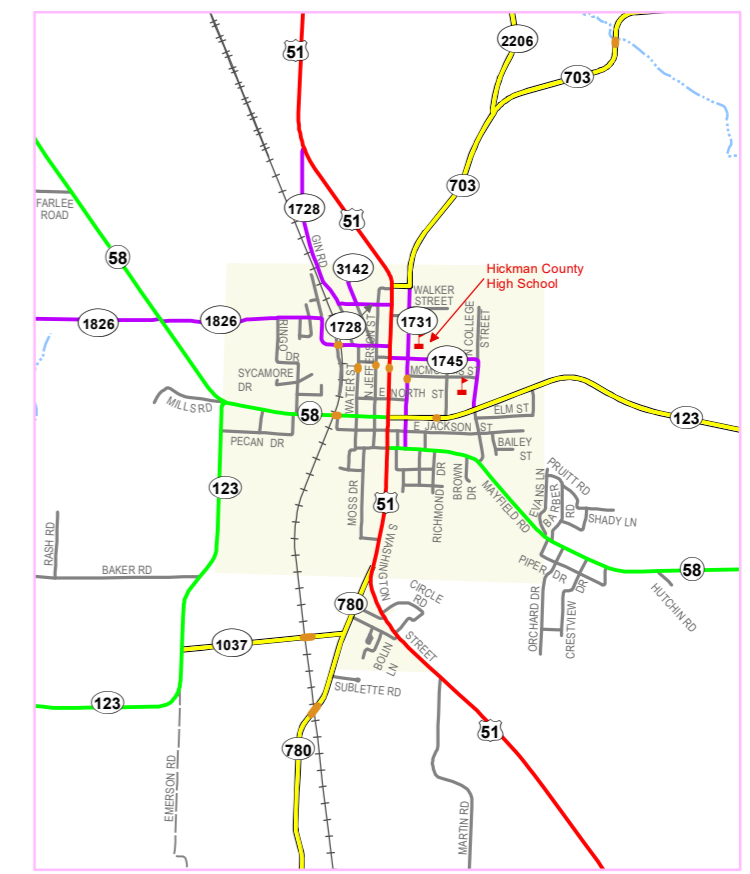 51
2206
703
703
FARLEE
ROAD
1728
51
58
GIN RD
3142
Hickman County
High School
WALKER
STREET
1826
1826
1728
1731
N COLLEGE
STREET
RINGO
DR
N JEFFERSON ST
1745
SYCAMORE
DR
WATER ST
E NORTH ST
MILLS RD
58
ELM ST
123
PECAN DR
E JACKSON ST
BAILEY
ST
123
MOSS DR
51
RICHMOND DR
BROWN
DR
MAYFIELD RD
EVANS LN
BARBER
RD
PRUITT RD
SHADY LN
RASH RD
BAKER RD
S WASHINGTON
STREET
PIPER DR
58
HUTCHIN RD
780
CIRCLE
RD
ORCHARD DR
CRESTVIEW DR
1037
BOLIN
LN
SUBLETTE RD
123
780
51
EMERSON RD
MARTIN RD